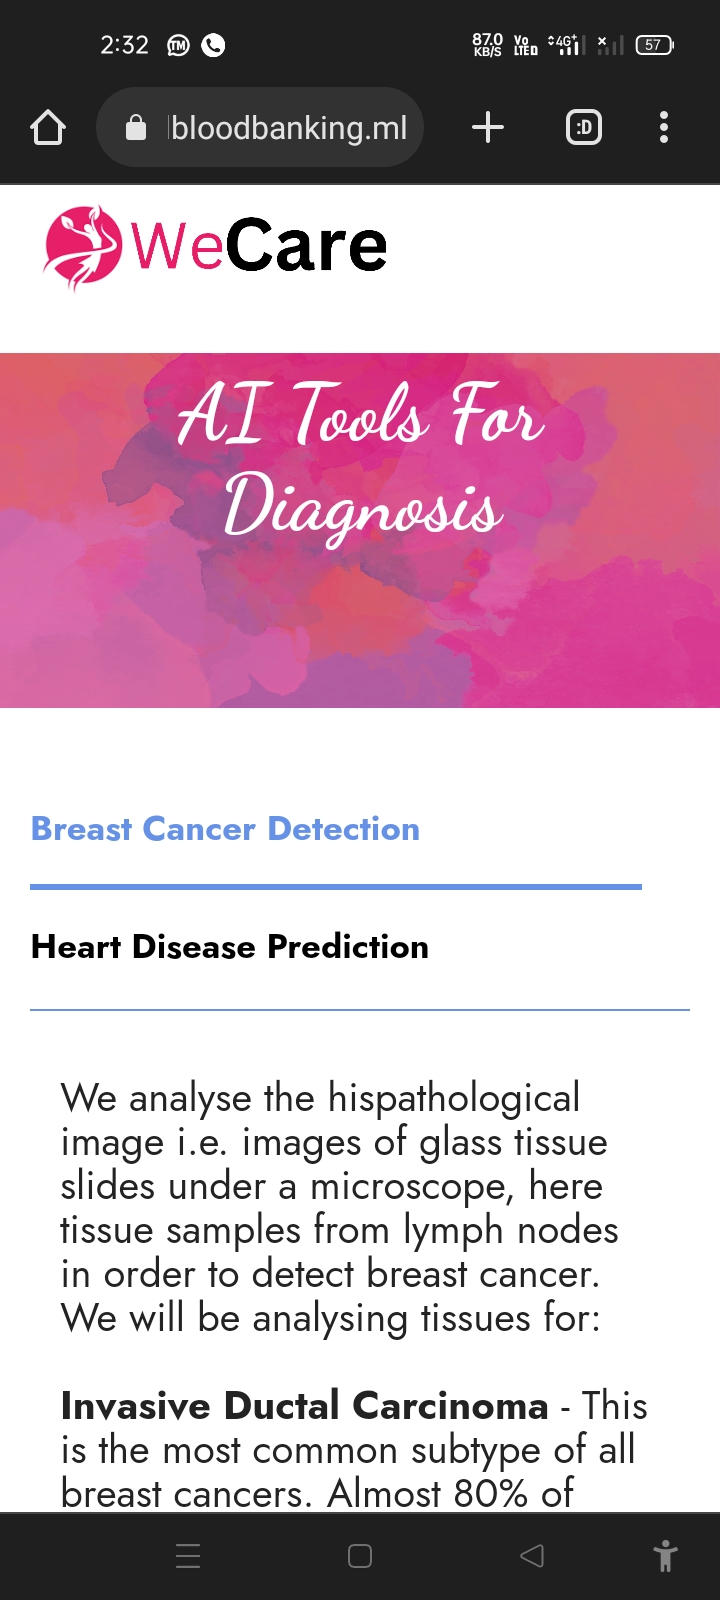 2:32 TM 87.0 KB/S Vo LTED 4G+ 57
bloodbanking.ml :D
WeCare
AI Tools For
Diagnosis
Breast Cancer Detection
Heart Disease Prediction
We analyse the hispathological
image i.e. images of glass tissue
slides under a microscope, here
tissue samples from lymph nodes
in order to detect breast cancer.
We will be analysing tissues for:
Invasive Ductal Carcinoma - This
is the most common subtype of all
breast cancers. Almost 80% of